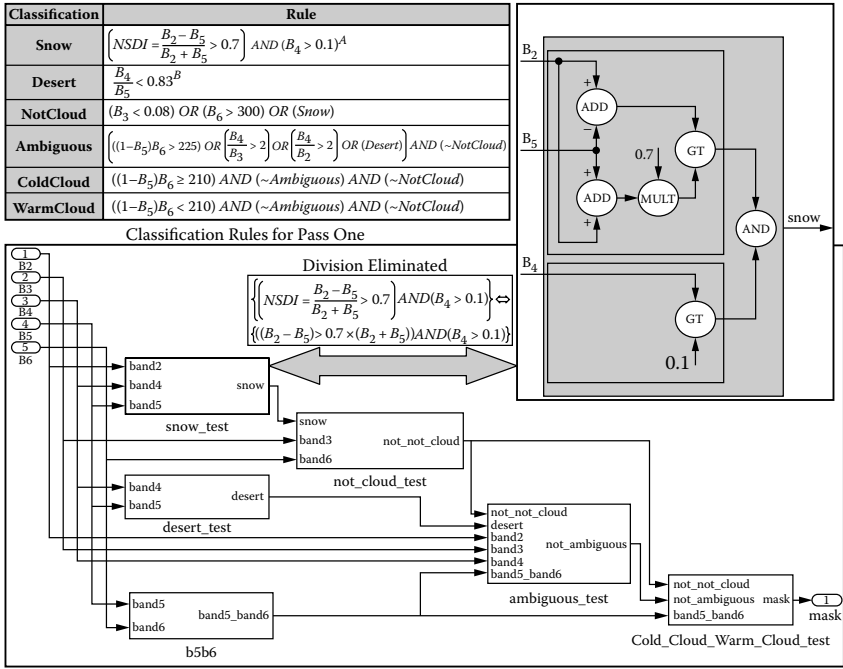 Classification Rule
Snow (NSDI = B2 − B5 / B2 + B5 > 0.7) AND (B4 > 0.1)^A
Desert B4 / B5 < 0.83^B
NotCloud (B3 < 0.08) OR (B6 > 300) OR (Snow)
Ambiguous (((1−B5)B6 > 225) OR (B4 / B3 > 2) OR (B4 / B2 > 2) OR (Desert)) AND (~NotCloud)
ColdCloud ((1−B5)B6 ≥ 210) AND (~Ambiguous) AND (~NotCloud)
WarmCloud ((1−B5)B6 < 210) AND (~Ambiguous) AND (~NotCloud)
Classification Rules for Pass One
B2
+
ADD
−
B5
0.7
GT
+
ADD
+
MULT
AND
snow
B4
GT
0.1
Division Eliminated
{(NSDI = B2 − B5 / B2 + B5 > 0.7) AND(B4 > 0.1)} ⇔
{((B2 − B5) > 0.7 × (B2 + B5))AND(B4 > 0.1)}
1
B2
2
B3
3
B4
4
B5
5
B6
band2
band4
band5
snow
snow_test
snow
band3
band6
not_not_cloud
not_cloud_test
band4
band5
desert
desert_test
not_not_cloud
desert
band2
band3
band4
band5_band6
not_ambiguous
ambiguous_test
band5
band6
band5_band6
b5b6
not_not_cloud
not_ambiguous
band5_band6
mask
Cold_Cloud_Warm_Cloud_test
1
mask